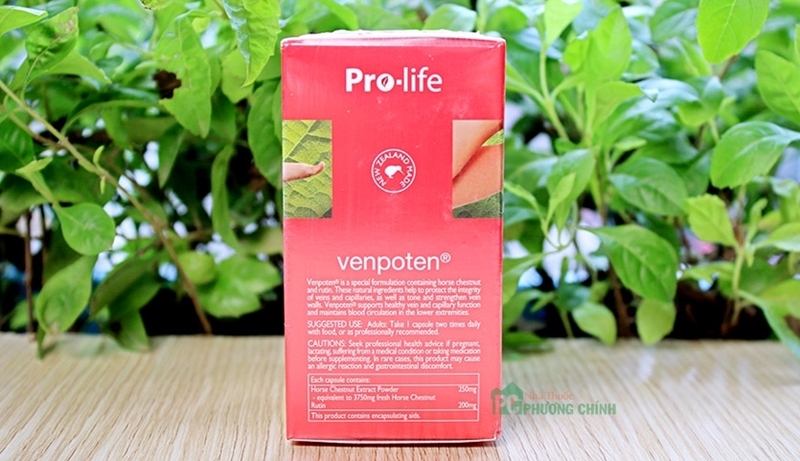 Pro-life
NEW ZEALAND MADE
venpoten®
Venpoten® is a special formulation containing horse chestnut
and rutin. These natural ingredients help to protect the integrity
of veins and capillaries, as well as tone and strengthen vein
walls. Venpoten® supports healthy vein and capillary function
and maintains blood circulation in the lower extremities.
SUGGESTED USE: Adults: Take 1 capsule two times daily
with food, or as professionally recommended.
CAUTIONS: Seek professional health advice if pregnant,
lactating, suffering from a medical condition or taking medication
before supplementing. In rare cases, this product may cause
an allergic reaction and gastrointestinal discomfort.
Each capsule contains:
Horse Chestnut Extract Powder 250mg
- equivalent to 3750mg fresh Horse Chestnut
Rutin 200mg
This product contains encapsulating aids.
Nhà Thuốc
PHƯƠNG CHÍNH